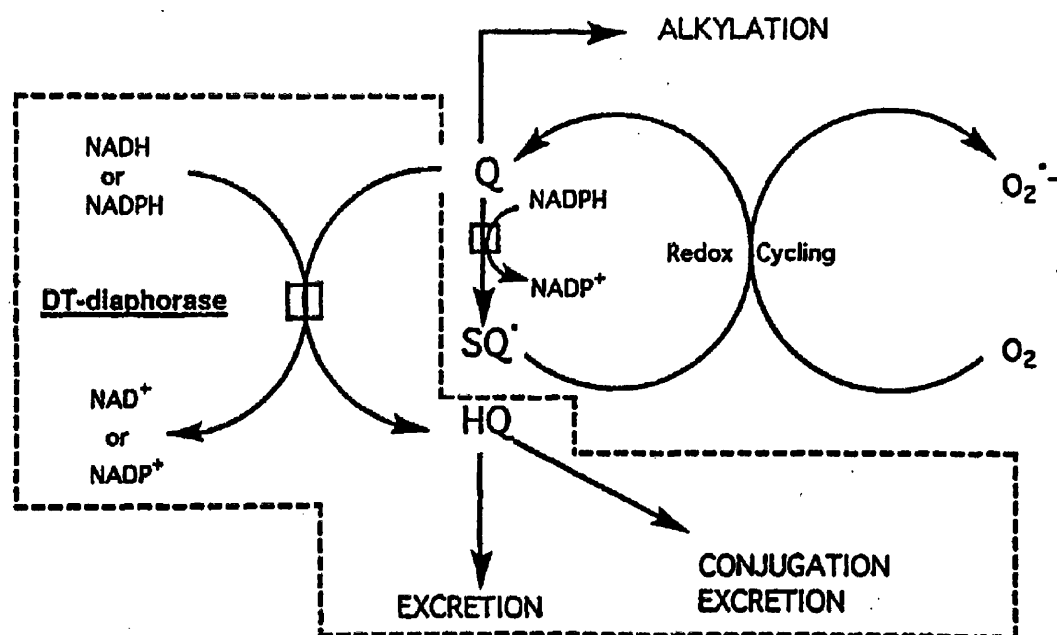 ALKYLATION
NADH
or
NADPH
Q
NADPH
O₂•−
Redox Cycling
NADP⁺
DT-diaphorase
SQ•
O₂
NAD⁺
or
NADP⁺
HQ
CONJUGATION
EXCRETION
EXCRETION